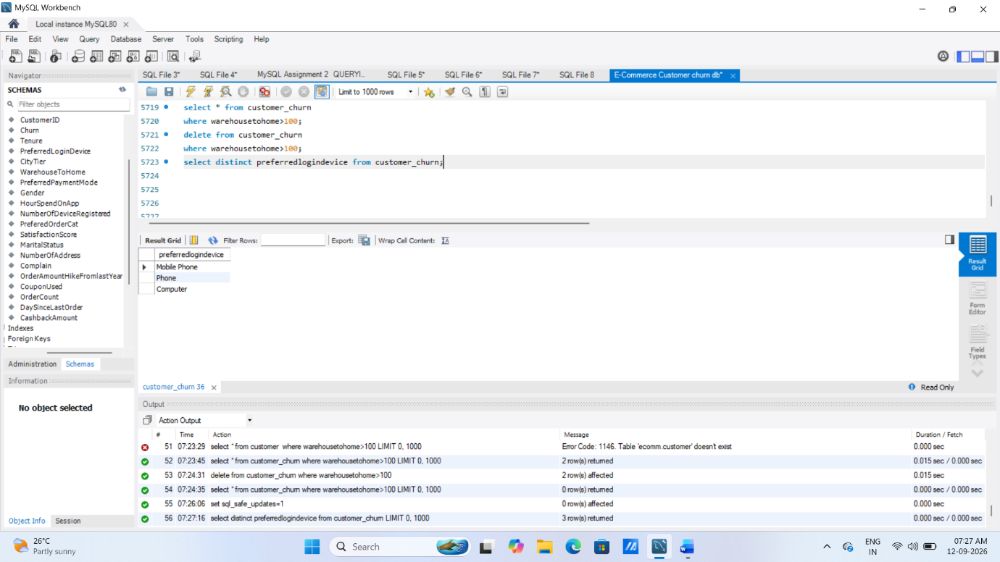 MySQL Workbench
Local instance MySQL80
File Edit View Query Database Server Tools Scripting Help
Navigator
SCHEMAS
Filter objects
CustomerID
Churn
Tenure
PreferredLoginDevice
CityTier
WarehouseToHome
PreferredPaymentMode
Gender
HourSpendOnApp
NumberOfDeviceRegistered
PreferedOrderCat
SatisfactionScore
MaritalStatus
NumberOfAddress
Complain
OrderAmountHikeFromlastYear
CouponUsed
OrderCount
DaySinceLastOrder
CashbackAmount
Indexes
Foreign Keys
Administration Schemas
Information
No object selected
Object Info Session
SQL File 3* SQL File 4* MySQL Assignment 2 QUERYI... SQL File 5* SQL File 6* SQL File 7* SQL File 8 E-Commerce Customer churn db*
Limit to 1000 rows
5719 select * from customer_churn
5720 where warehousetohome>100;
5721 delete from customer_churn
5722 where warehousetohome>100;
5723 select distinct preferredlogindevice from customer_churn;
5724
5725
5726
5727
Result Grid Filter Rows: Export: Wrap Cell Content:
preferredlogindevice
Mobile Phone
Phone
Computer
Result Grid
Form Editor
Field Types
customer_churn 36
Read Only
Output
Action Output
# Time Action Message Duration / Fetch
51 07:23:29 select * from customer where warehousetohome>100 LIMIT 0, 1000 Error Code: 1146. Table 'ecomm.customer' doesn't exist 0.000 sec
52 07:23:45 select * from customer_churn where warehousetohome>100 LIMIT 0, 1000 2 row(s) returned 0.015 sec / 0.000 sec
53 07:24:31 delete from customer_churn where warehousetohome>100 2 row(s) affected 0.015 sec
54 07:24:35 select * from customer_churn where warehousetohome>100 LIMIT 0, 1000 0 row(s) returned 0.000 sec / 0.000 sec
55 07:26:06 set sql_safe_updates=1 0 row(s) affected 0.000 sec
56 07:27:16 select distinct preferredlogindevice from customer_churn LIMIT 0, 1000 3 row(s) returned 0.000 sec / 0.000 sec
26°C
Partly sunny
Search
ENG
IN
07:27 AM
12-09-2026